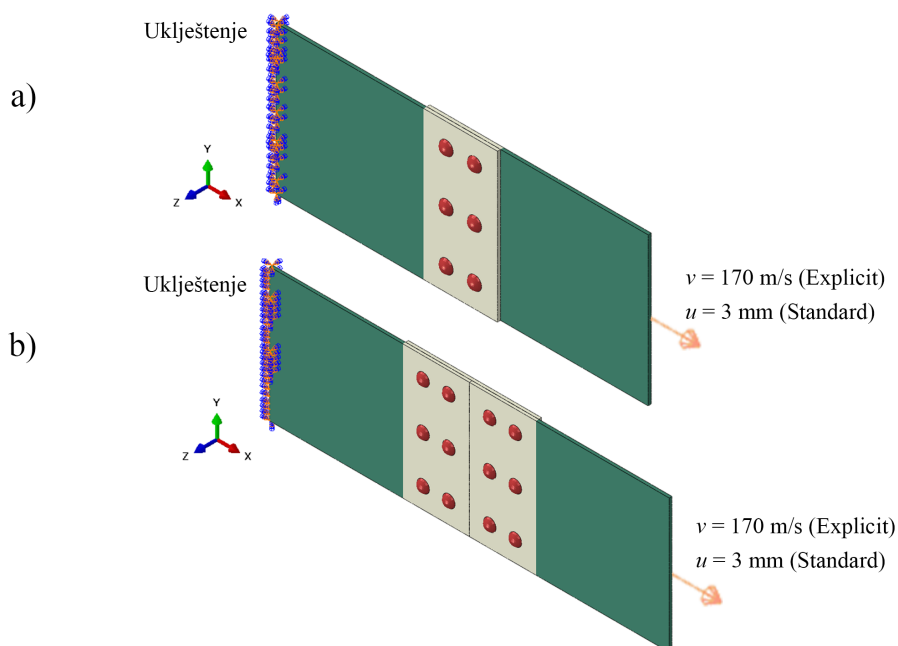 Uklještenje
a)
Y
Z
X
v = 170 m/s (Explicit)
u = 3 mm (Standard)
Uklještenje
b)
Y
Z
X
v = 170 m/s (Explicit)
u = 3 mm (Standard)